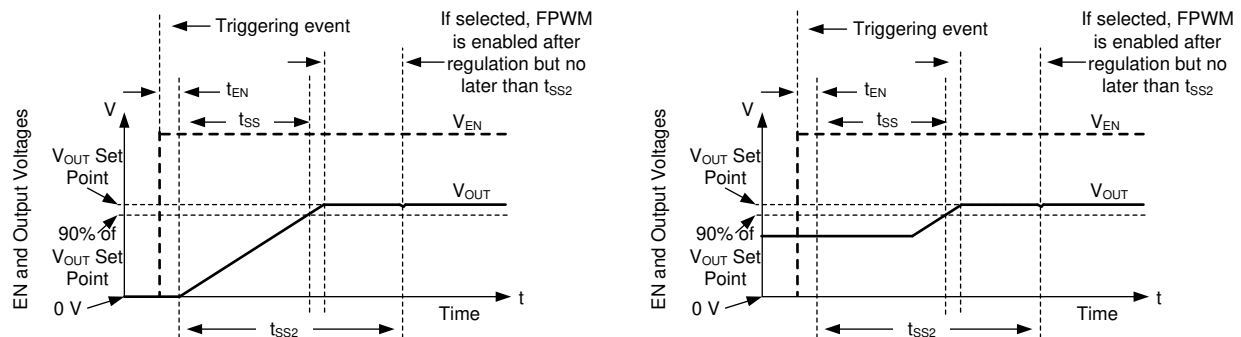 Triggering event
If selected, FPWM
is enabled after
regulation but no
later than tSS2
tEN
V
tSS
VEN
EN and Output Voltages
VOUT Set
Point
VOUT
90% of
VOUT Set
Point
0 V
t
Time
tSS2
Triggering event
If selected, FPWM
is enabled after
regulation but no
later than tSS2
tEN
V
tSS
VEN
EN and Output Voltages
VOUT Set
Point
VOUT
90% of
VOUT Set
Point
0 V
t
Time
tSS2